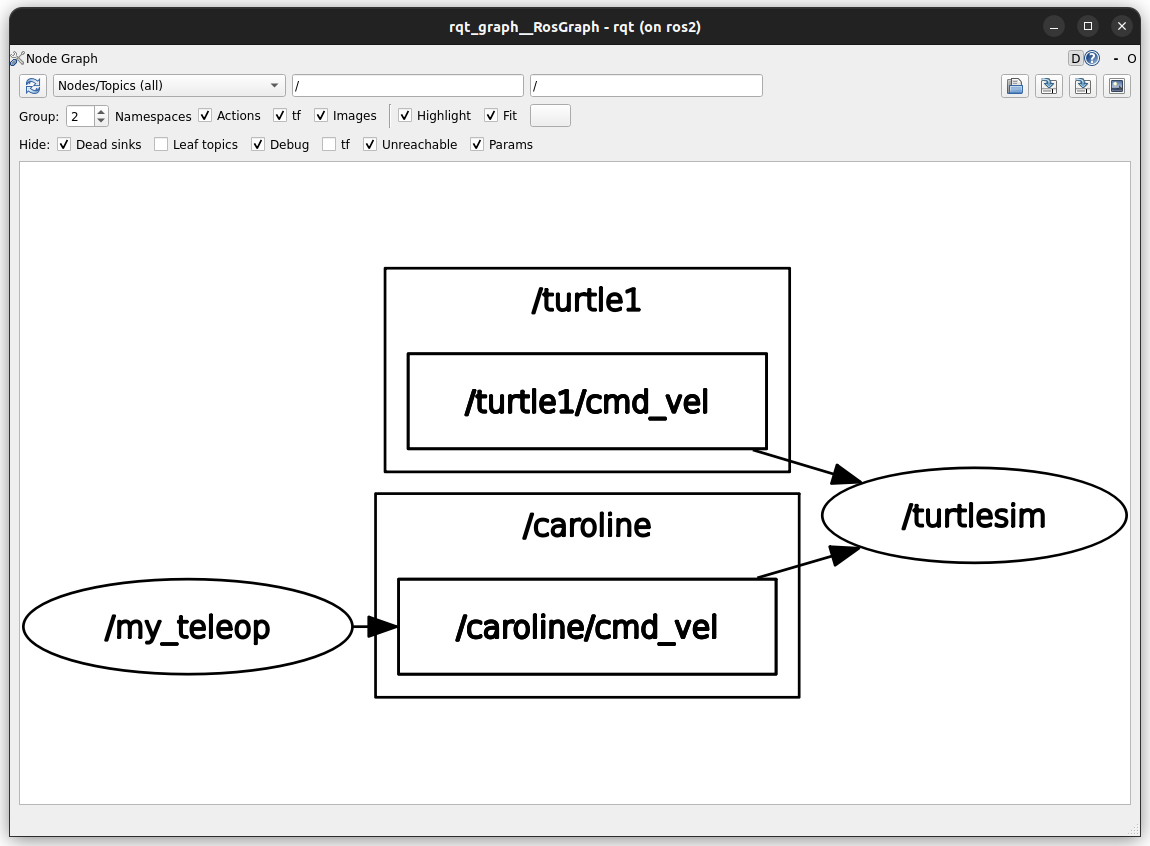 rqt_graph__RosGraph - rqt (on ros2)
Node Graph
D ? - O
Nodes/Topics (all) / /
Group: 2 Namespaces Actions tf Images Highlight Fit
Hide: Dead sinks Leaf topics Debug tf Unreachable Params
/turtle1
/turtle1/cmd_vel
/turtlesim
/caroline
/my_teleop
/caroline/cmd_vel